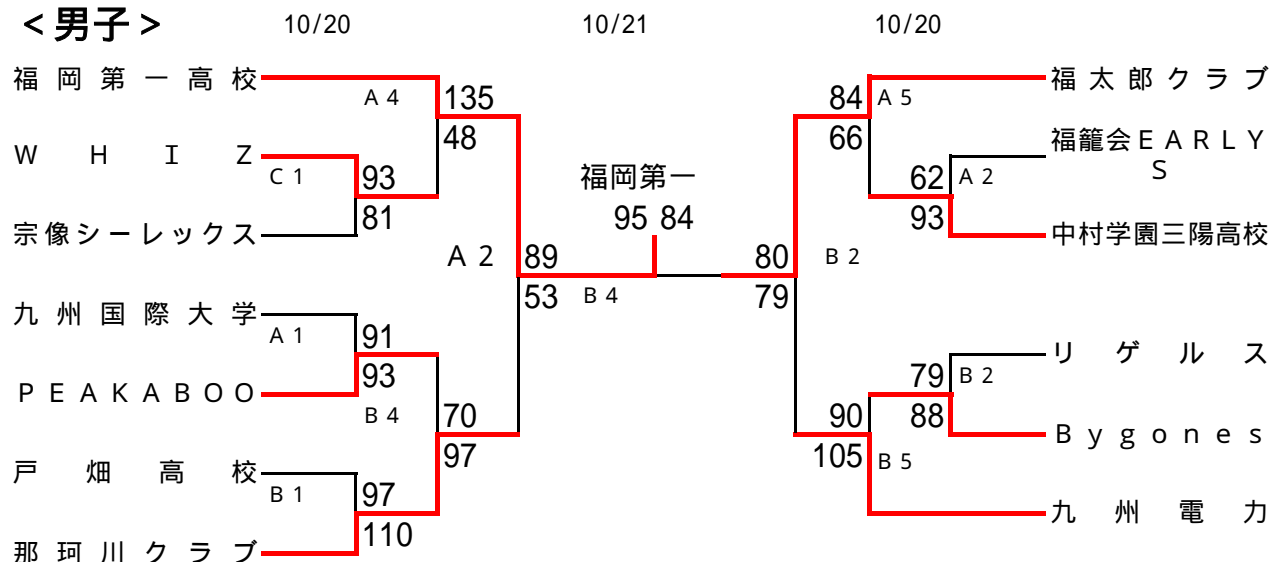 ＜男子＞ 10/20 10/21 10/20
福岡第一高校 福太郎クラブ
A4 135 84 A5
48 66
WHIZ 福籠会EARLY
S
C1 93 福岡第一 62 A2
81 95 84 93
宗像シーレックス 中村学園三陽高校
A2 89 80 B2
53 B4 79
九州国際大学
A1 91 リゲルス
93 79 B2
PEAKABOO 88
B4 70 90 Bygones
97 105 B5
戸畑高校
B1 97 九州電力
110
那珂川クラブ